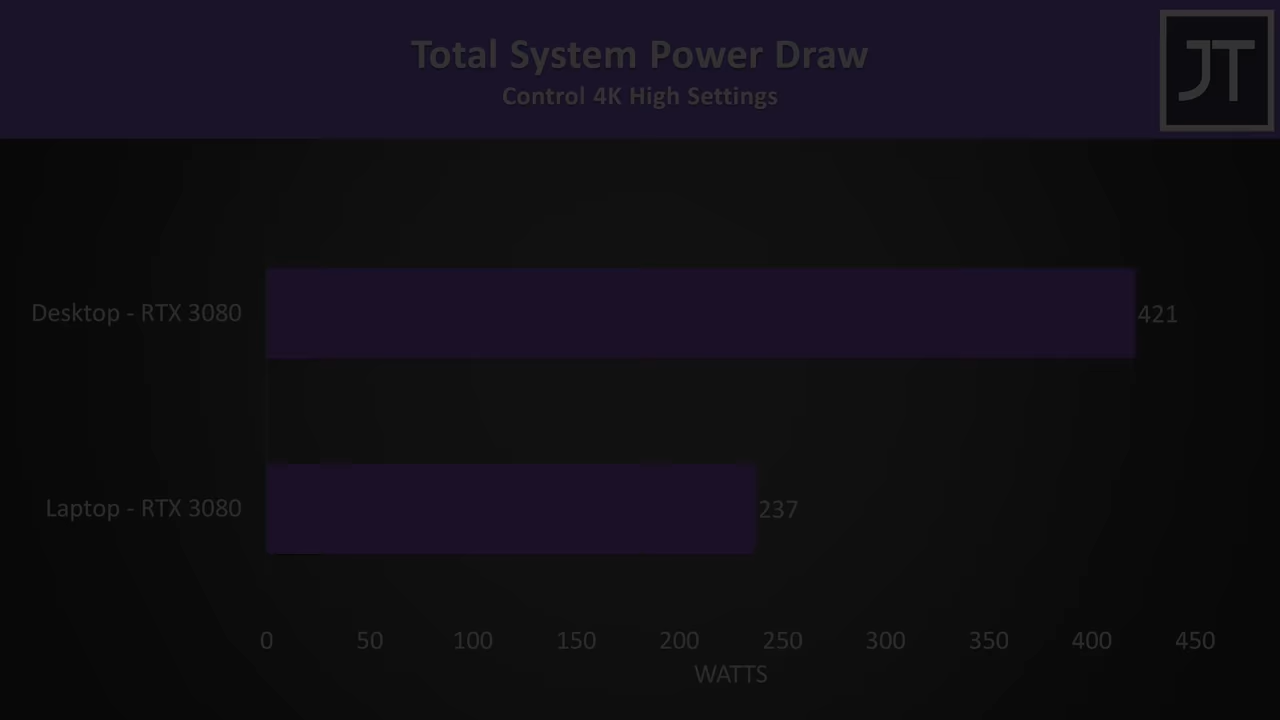 Total System Power Draw
Control 4K High Settings
JT
Desktop - RTX 3080
421
Laptop - RTX 3080
237
0 50 100 150 200 250 300 350 400 450
WATTS